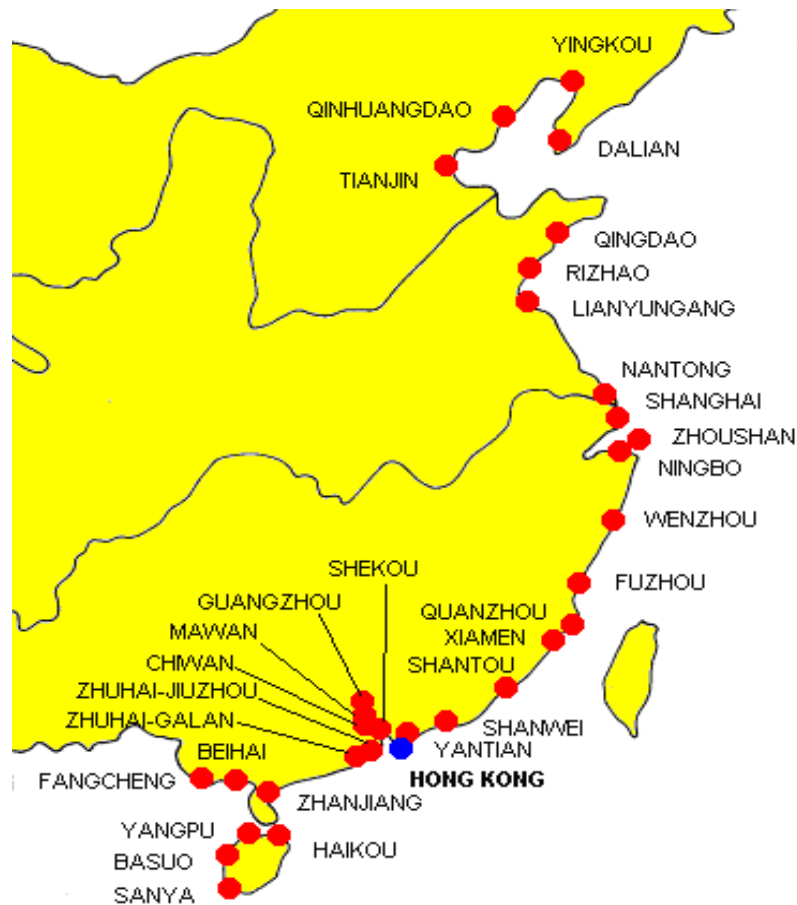 YINGKOU
QINHUANGDAO
DALIAN
TIANJIN
QINGDAO
RIZHAO
LIANYUNGANG
NANTONG
SHANGHAI
ZHOUSHAN
NINGBO
WENZHOU
SHEKOU
FUZHOU
GUANGZHOU
QUANZHOU
MAWAN
XIAMEN
CHIWAN
SHANTOU
ZHUHAI-JIUZHOU
ZHUHAI-GALAN
SHANWEI
BEIHAI
YANTIAN
FANGCHENG
HONG KONG
ZHANJIANG
YANGPU
HAIKOU
BASUO
SANYA